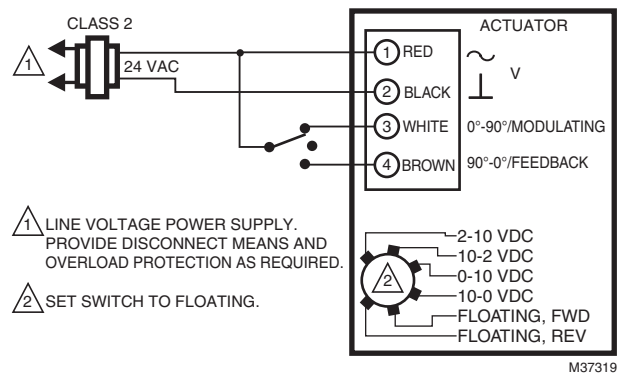 CLASS 2
24 VAC
1
ACTUATOR
1 RED
2 BLACK
3 WHITE
4 BROWN
V
0°-90°/MODULATING
90°-0°/FEEDBACK
1 LINE VOLTAGE POWER SUPPLY.
PROVIDE DISCONNECT MEANS AND
OVERLOAD PROTECTION AS REQUIRED.
2 SET SWITCH TO FLOATING.
2
2-10 VDC
10-2 VDC
0-10 VDC
10-0 VDC
FLOATING, FWD
FLOATING, REV
M37319